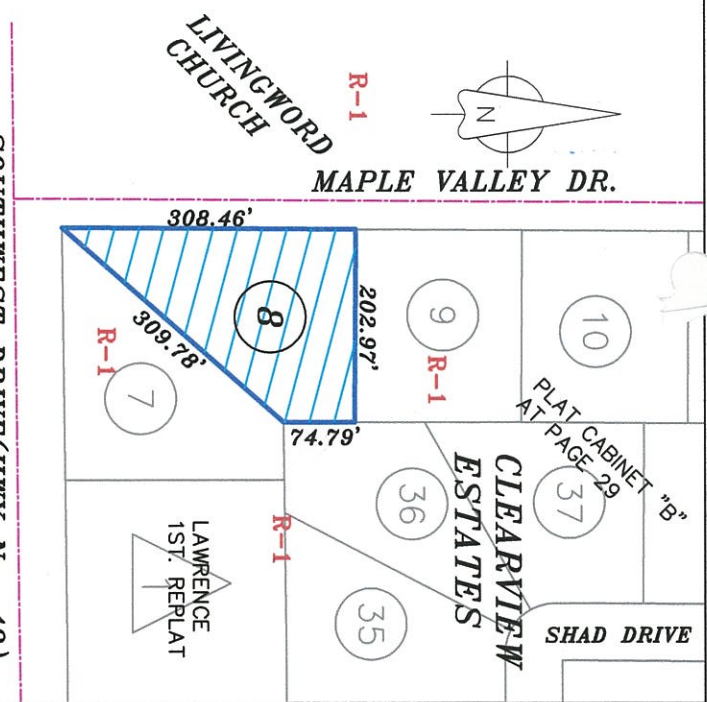 LIVINGWORD
CHURCH
R-1
N
MAPLE VALLEY DR.
308.46'
202.97'
309.78'
74.79'
8
9
10
R-1
R-1
7
PLAT CABINET "B"
AT PAGE 29
CLEARVIEW
ESTATES
37
36
35
R-1
LAWRENCE
1ST. REPLAT
1
SHAD DRIVE